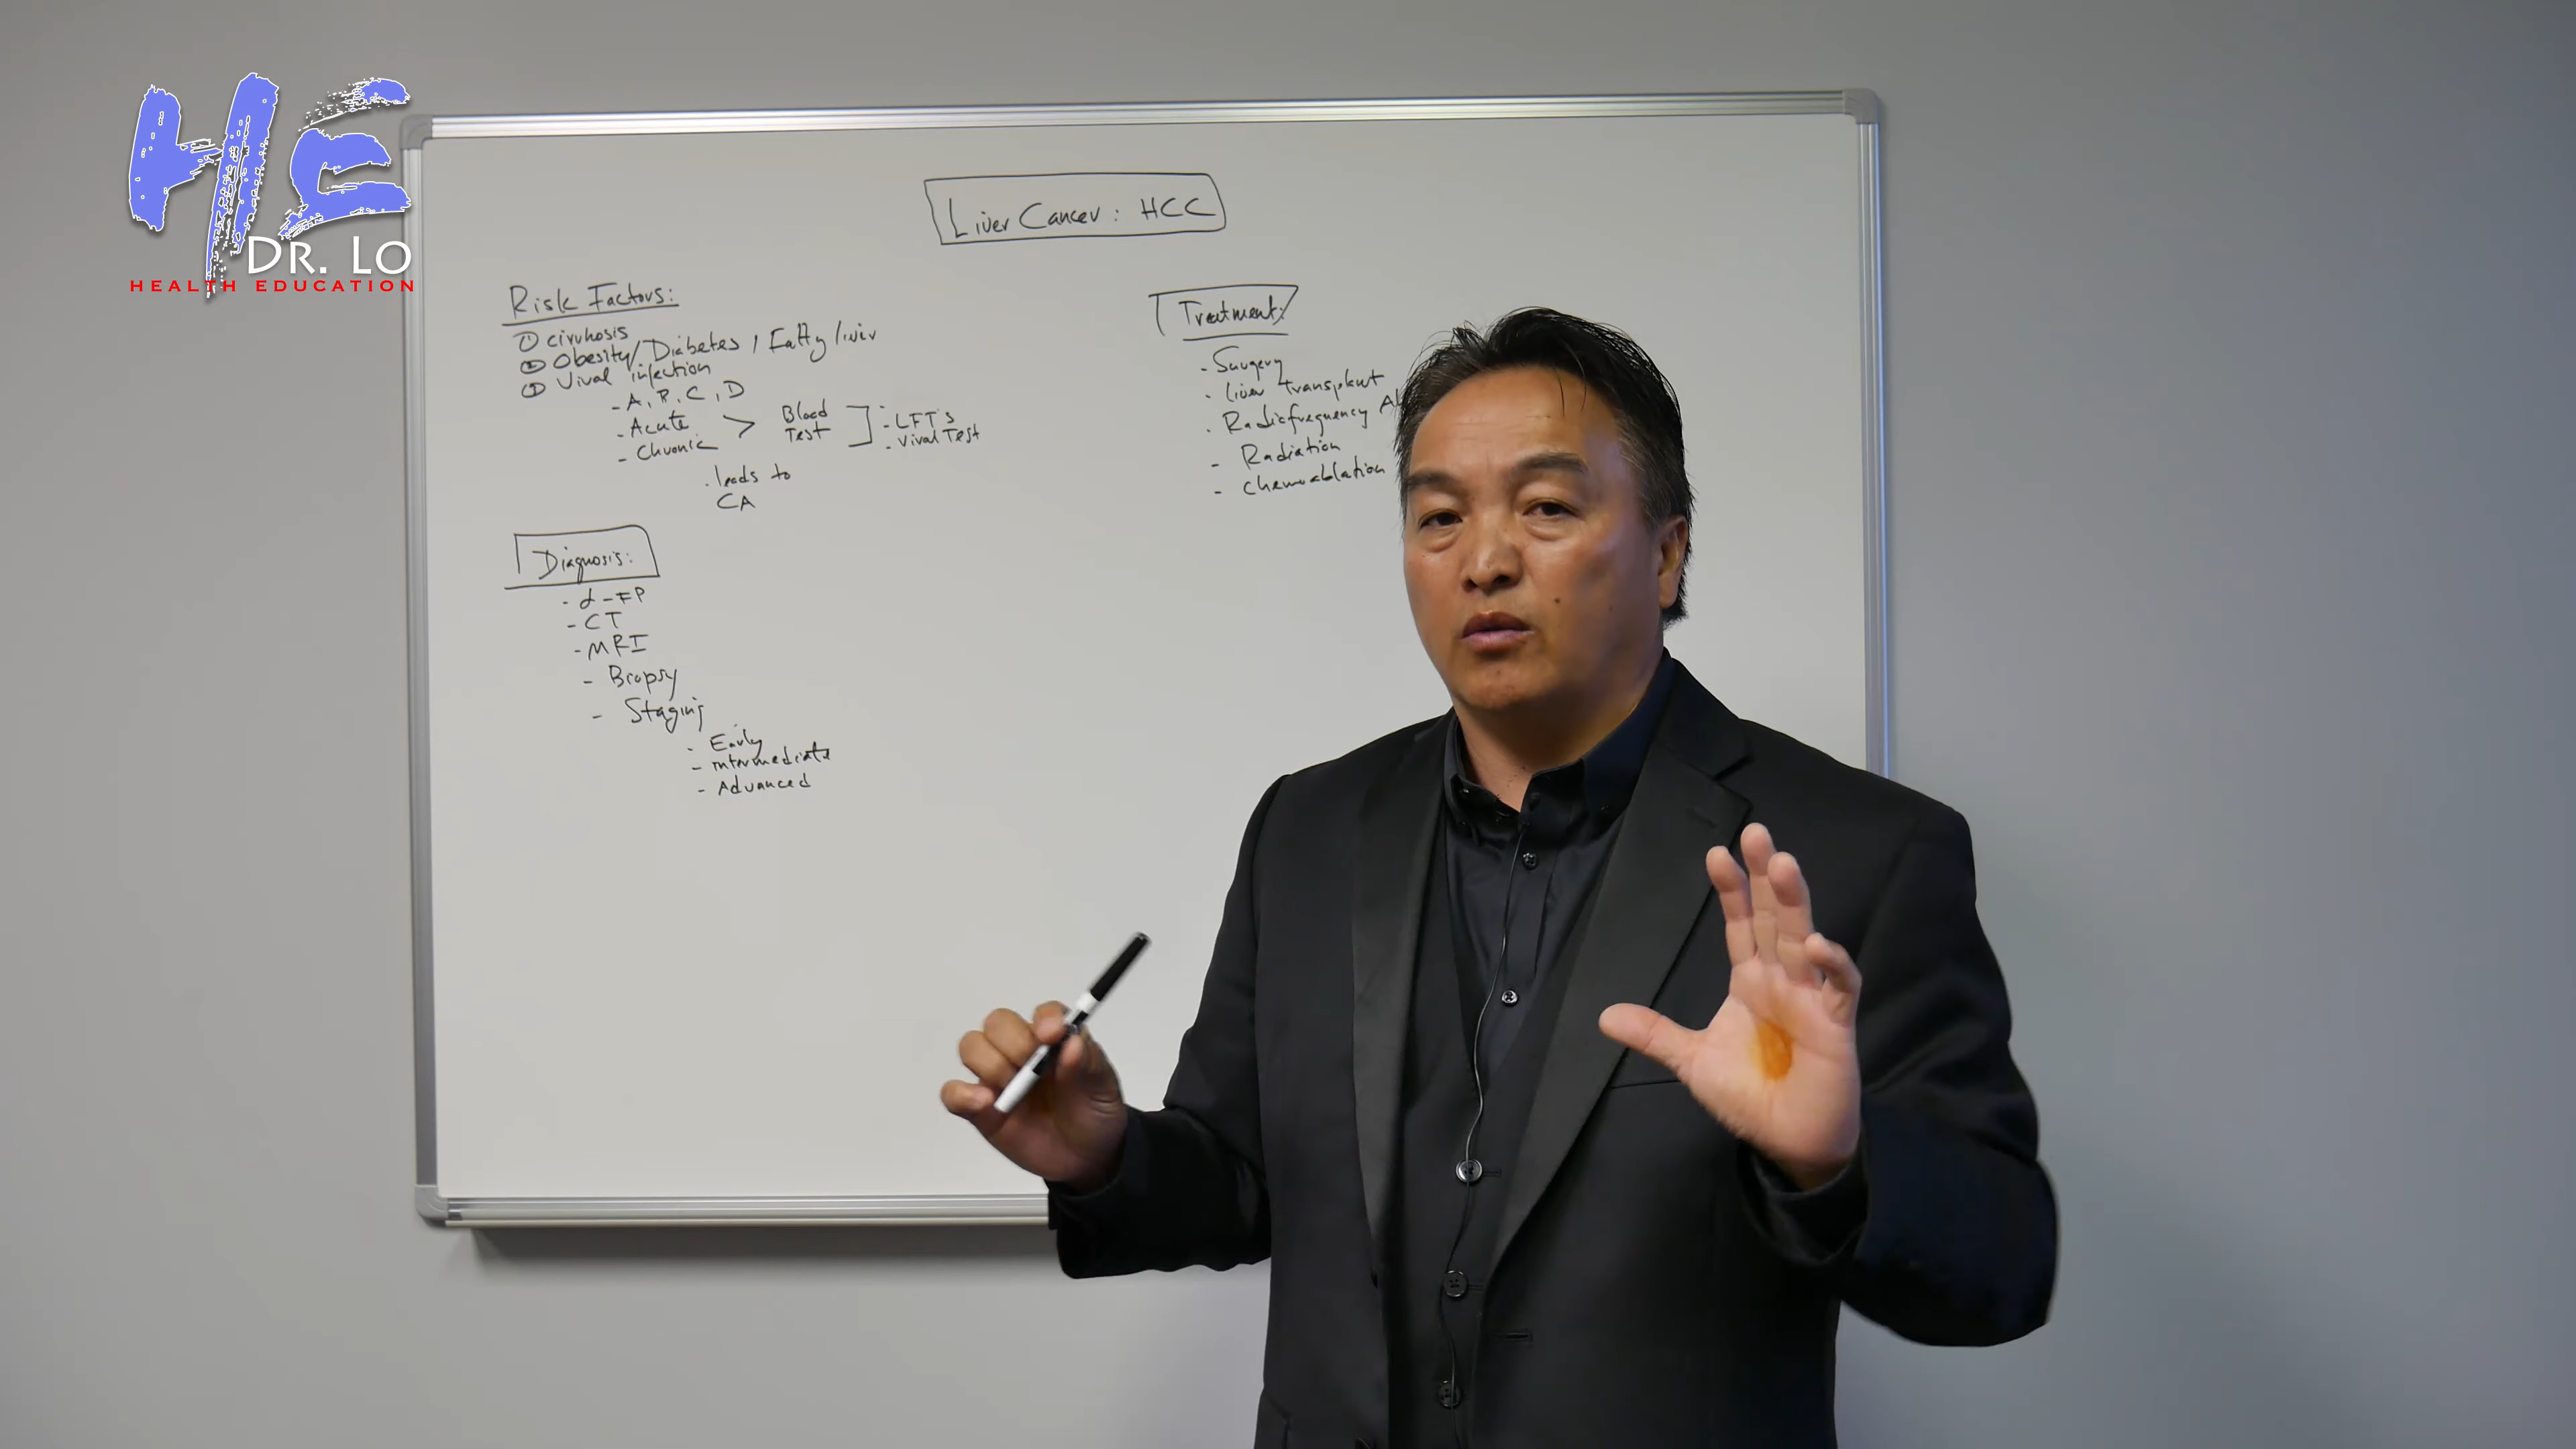 HE
DR. LO
HEALTH EDUCATION
Liver Cancer: HCC
Risk Factors:
① cirrhosis
② Obesity/Diabetes / Fatty liver
③ Viral infection
- A, B, C, D
- Acute
- Chronic
> Blood Test
- LFT's
- Viral Test
. leads to
CA
Diagnosis:
- α-FP
- CT
- MRI
- Biopsy
- Staging
- Early
- intermediate
- Advanced
Treatment:
- Surgery
. liver transplant
. Radiofrequency
- Radiation
- chemoablation